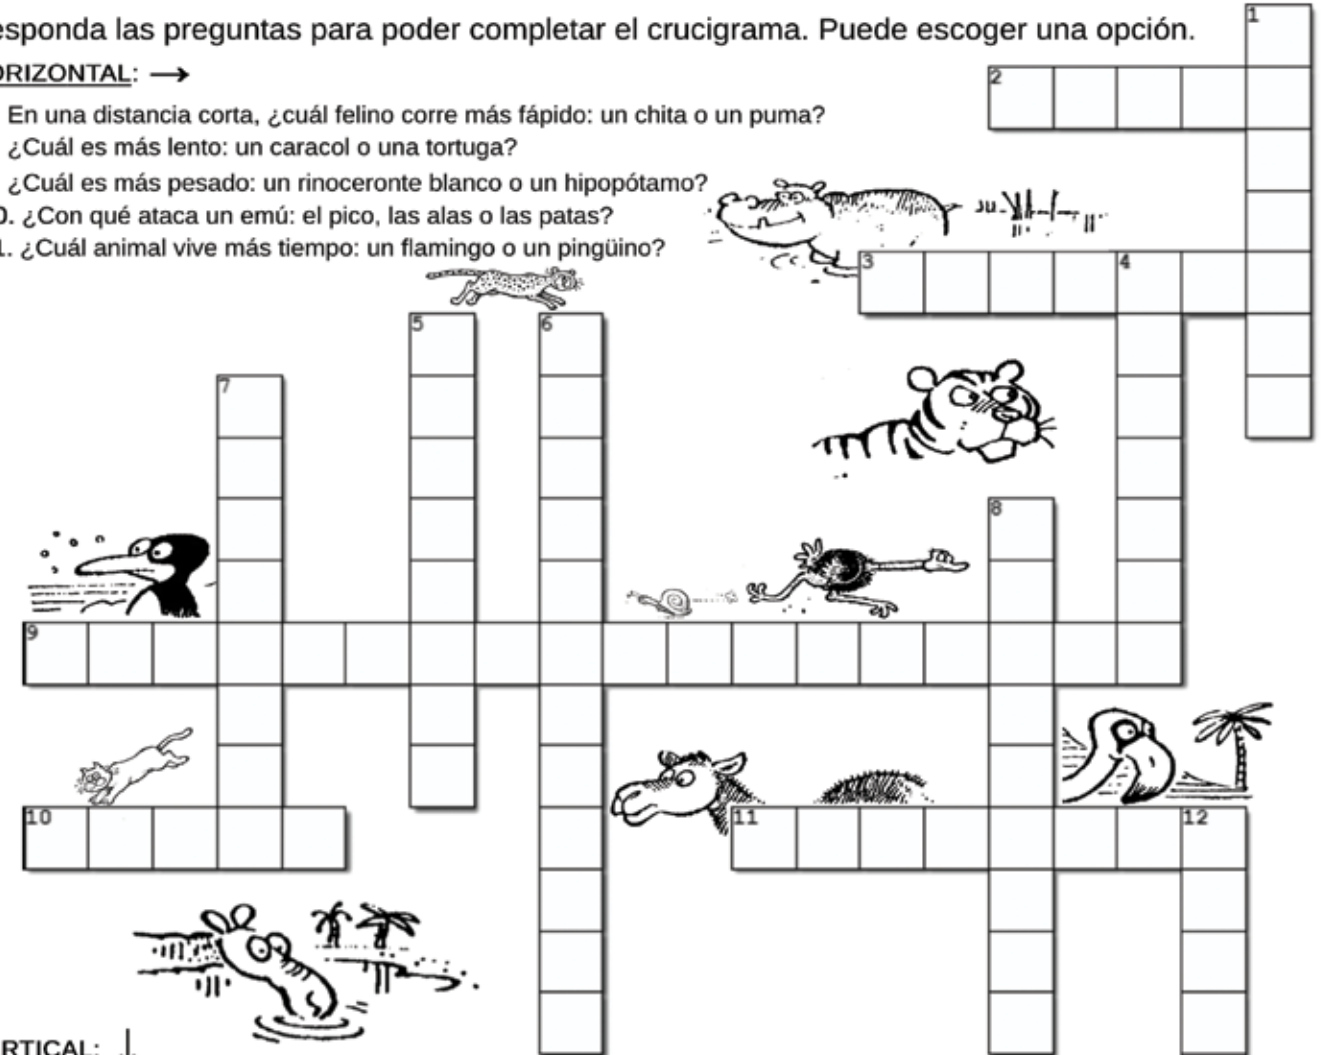 esponda las preguntas para poder completar el crucigrama. Puede escoger una opción.
ORIZONTAL:
En una distancia corta, ¿cuál felino corre más fápido: un chita o un puma?
¿Cuál es más lento: un caracol o una tortuga?
¿Cuál es más pesado: un rinoceronte blanco o un hipopótamo?
0. ¿Con qué ataca un emú: el pico, las alas o las patas?
1. ¿Cuál animal vive más tiempo: un flamingo o un pingüino?
1
2
3 4
5 6
7
8
9
10 11 12
RTICAL: